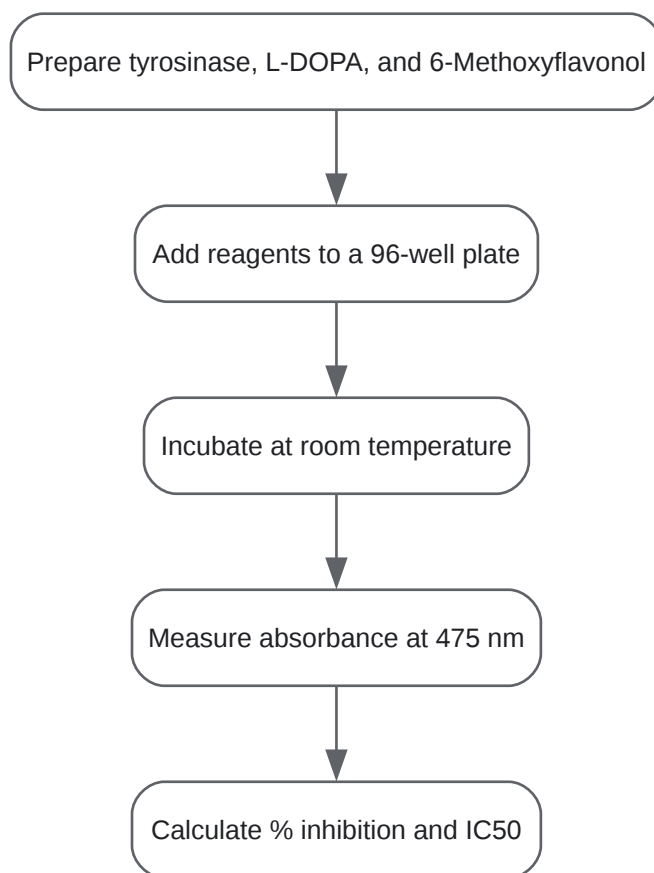 Prepare tyrosinase, L-DOPA, and 6-Methoxyflavonol
Add reagents to a 96-well plate
Incubate at room temperature
Measure absorbance at 475 nm
Calculate % inhibition and IC50